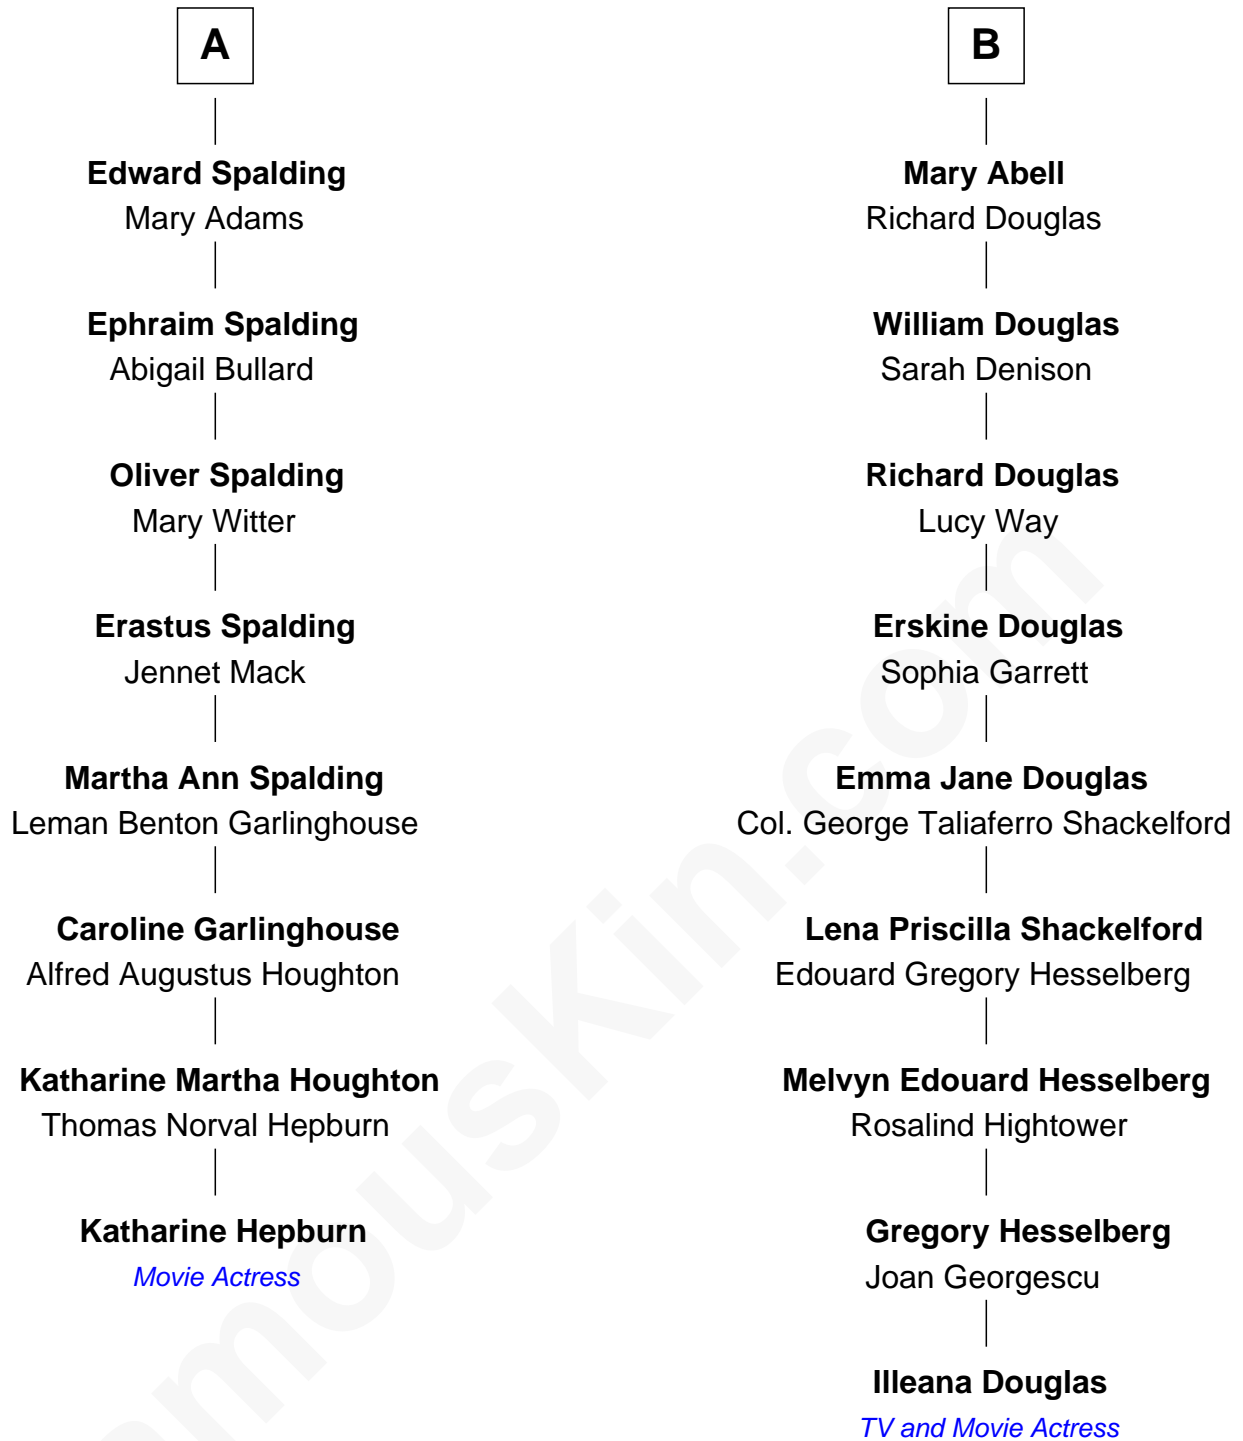 A
Edward Spalding
Mary Adams
Ephraim Spalding
Abigail Bullard
Oliver Spalding
Mary Witter
Erastus Spalding
Jennet Mack
Martha Ann Spalding
Leman Benton Garlinghouse
Caroline Garlinghouse
Alfred Augustus Houghton
Katharine Martha Houghton
Thomas Norval Hepburn
Katharine Hepburn
Movie Actress
B
Mary Abell
Richard Douglas
William Douglas
Sarah Denison
Richard Douglas
Lucy Way
Erskine Douglas
Sophia Garrett
Emma Jane Douglas
Col. George Taliaferro Shackelford
Lena Priscilla Shackelford
Edouard Gregory Hesselberg
Melvyn Edouard Hesselberg
Rosalind Hightower
Gregory Hesselberg
Joan Georgescu
Illeana Douglas
TV and Movie Actress
amousKin.com